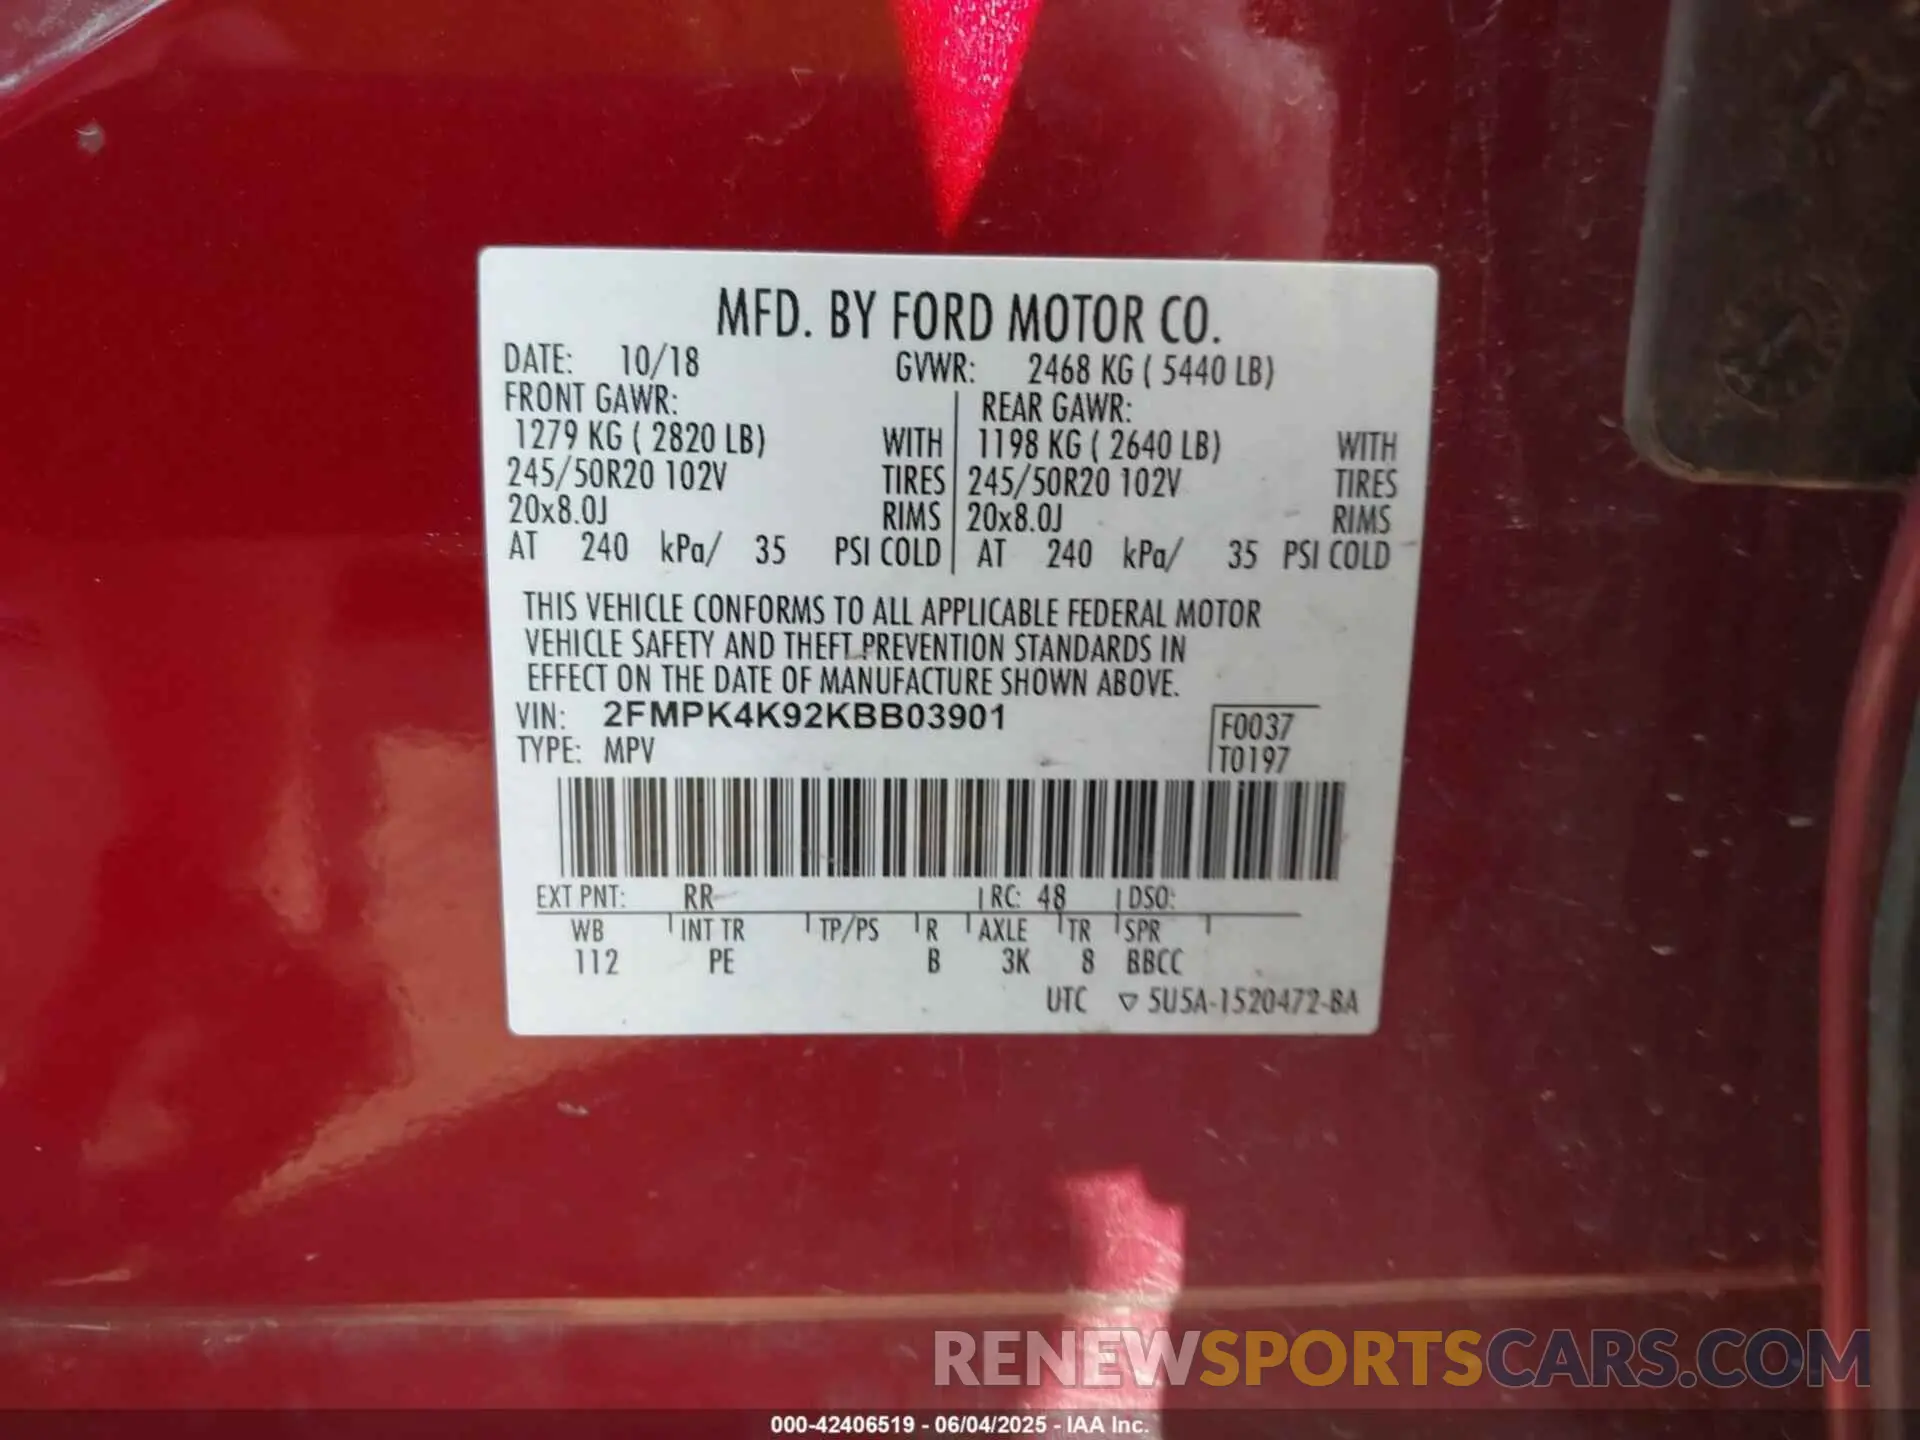 MFD. BY FORD MOTOR CO.
DATE: 10/18 GVWR: 2468 KG ( 5440 LB)
FRONT GAWR: REAR GAWR:
1279 KG ( 2820 LB) WITH 1198 KG ( 2640 LB) WITH
245/50R20 102V TIRES 245/50R20 102V TIRES
20x8.0J RIMS 20x8.0J RIMS
AT 240 kPa/ 35 PSI COLD AT 240 kPa/ 35 PSI COLD
THIS VEHICLE CONFORMS TO ALL APPLICABLE FEDERAL MOTOR
VEHICLE SAFETY AND THEFT PREVENTION STANDARDS IN
EFFECT ON THE DATE OF MANUFACTURE SHOWN ABOVE.
VIN: 2FMPK4K92KBB03901 F0037
TYPE: MPV T0197
EXT PNT: RR RC: 48 DSO:
WB INT TR TP/PS R AXLE TR SPR
112 PE B 3K 8 BBCC
UTC ▽ 5U5A-1520472-BA
RENEWSPORTSCARS.COM
000-42406519 - 06/04/2025 - IAA Inc.